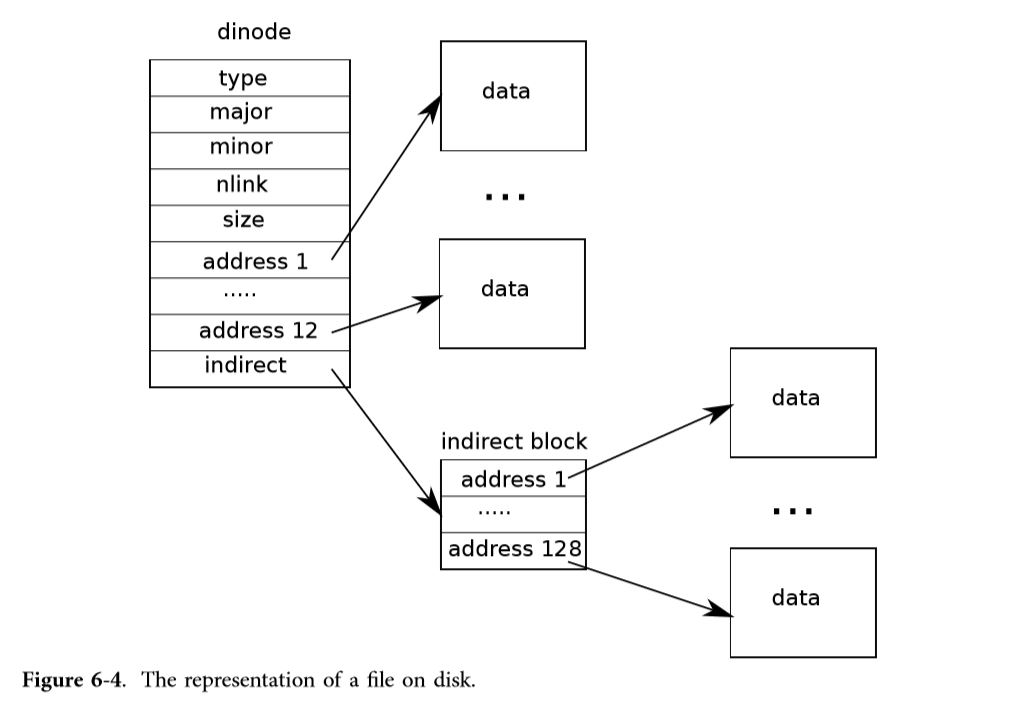 dinode
type
major
minor
nlink
size
address 1
.....
address 12
indirect
data
...
data
indirect block
address 1
.....
address 128
data
...
data
Figure 6-4. The representation of a file on disk.